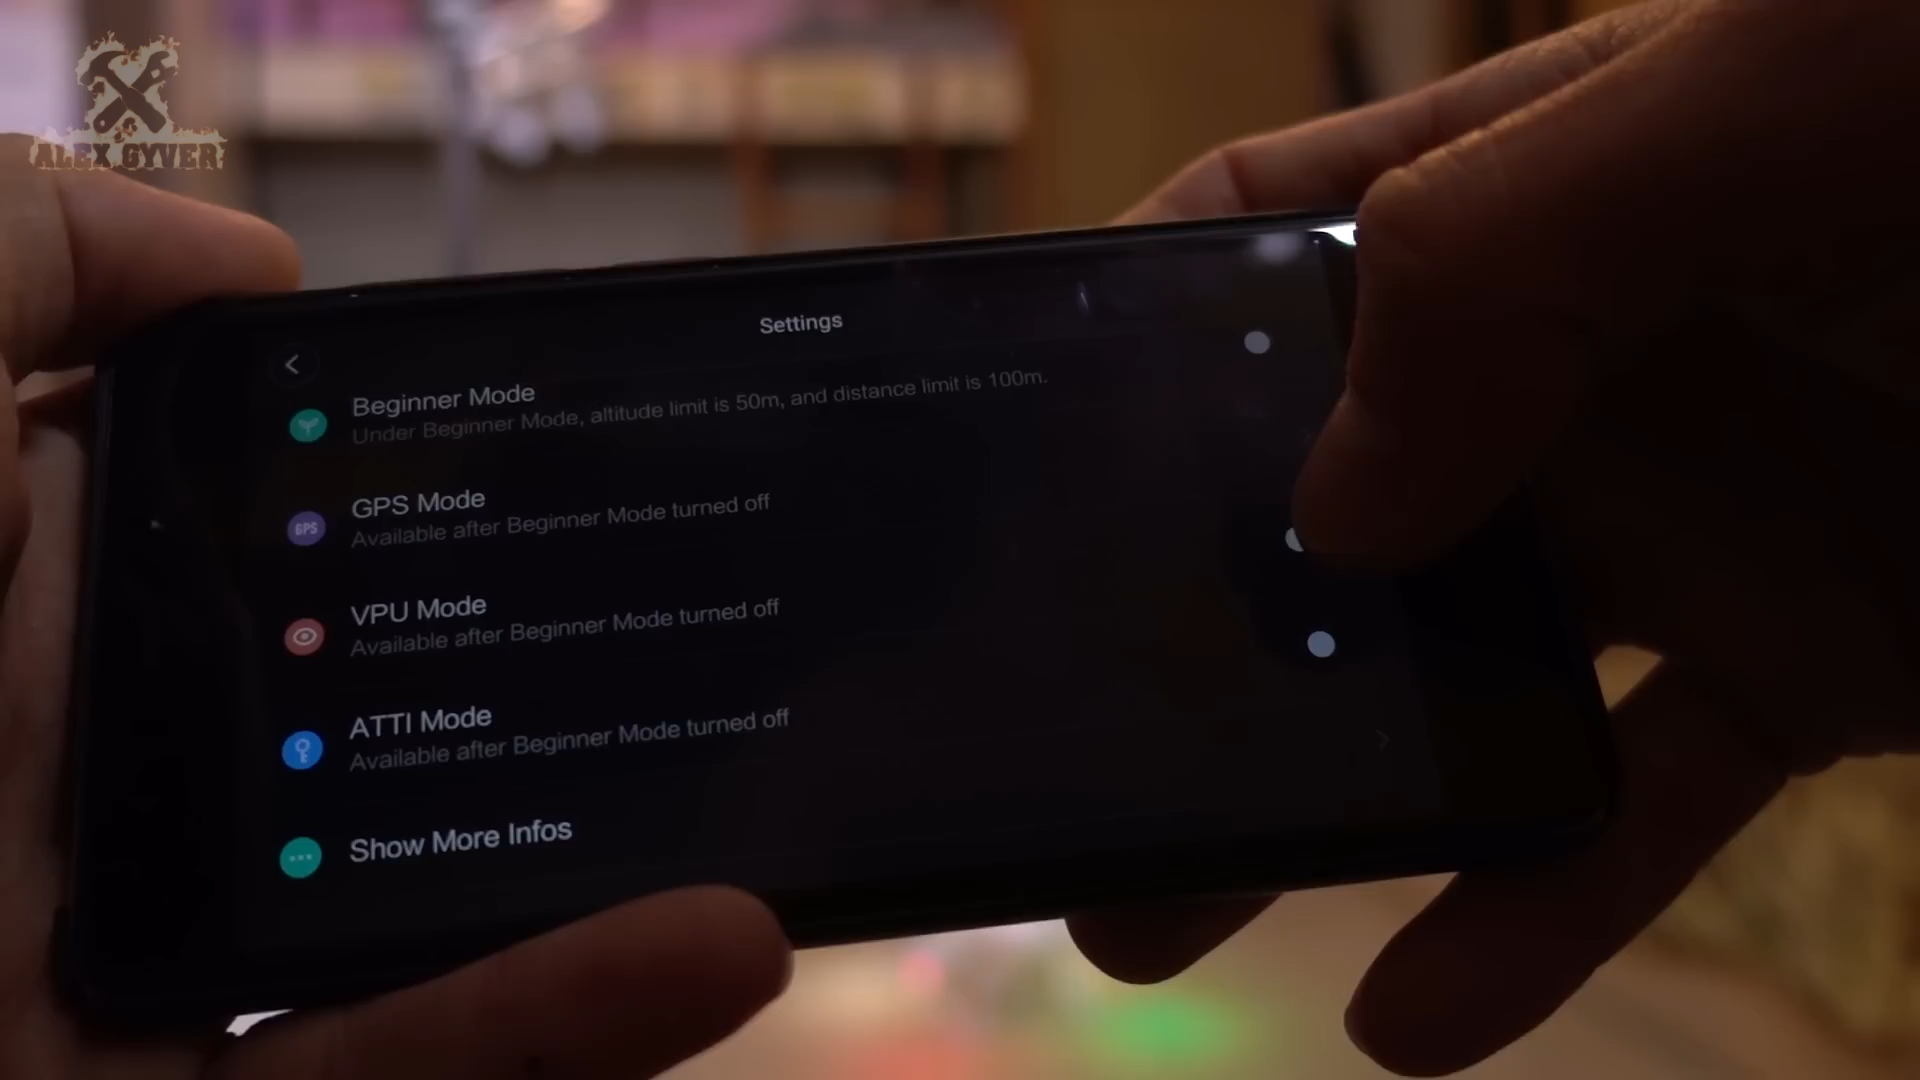 ALEX GYVER
Settings
Beginner Mode
Under Beginner Mode, altitude limit is 50m, and distance limit is 100m.
GPS
GPS Mode
Available after Beginner Mode turned off
VPU Mode
Available after Beginner Mode turned off
ATTI Mode
Available after Beginner Mode turned off
Show More Infos